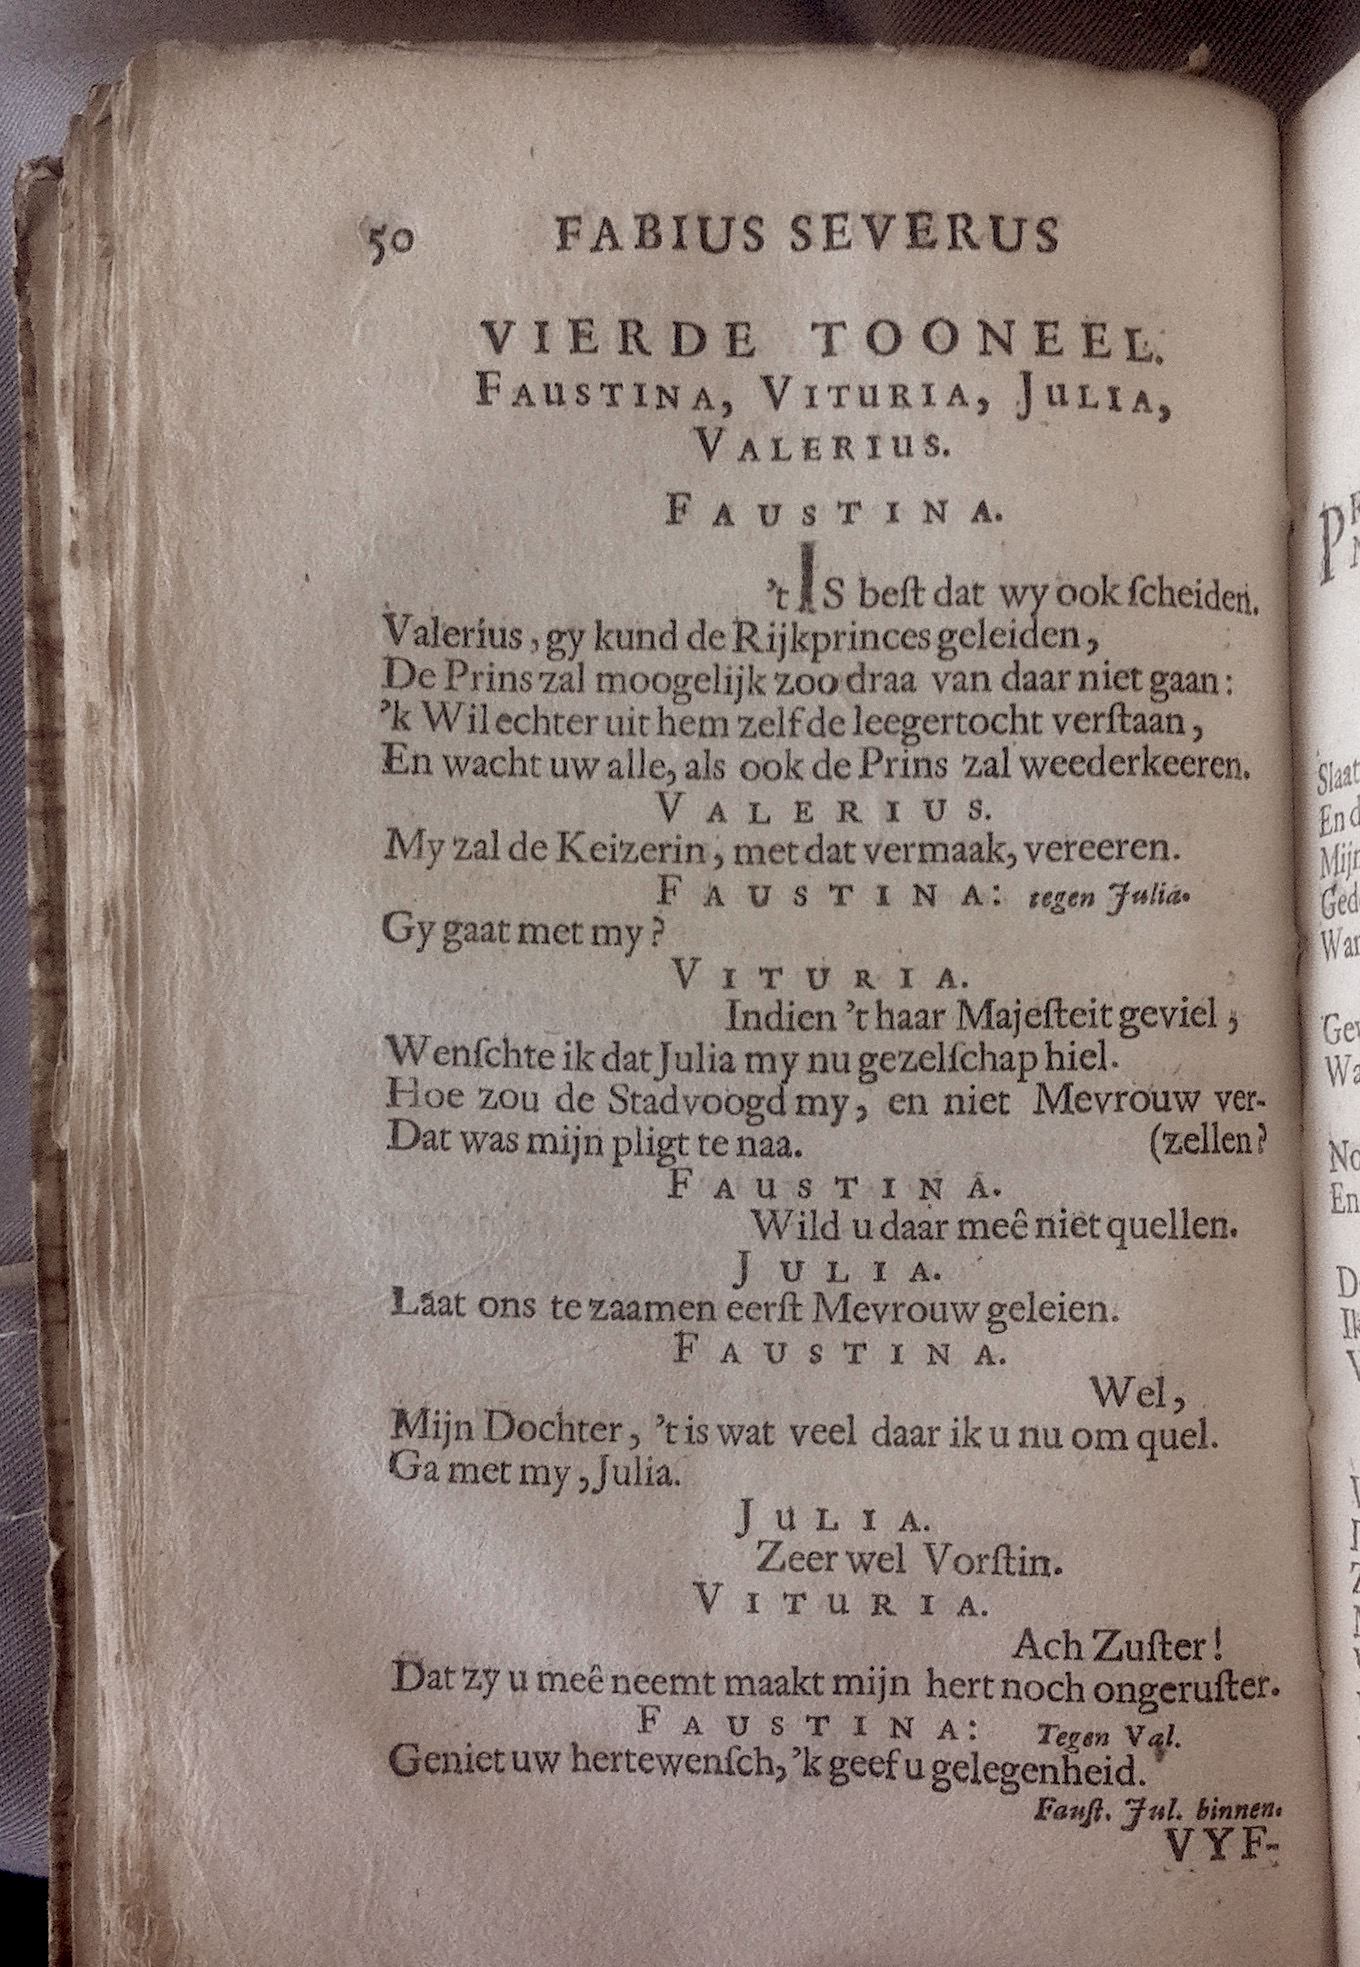 50 FABIUS SEVERUS
VIERDE TOONEEL.
FAUSTINA, VITURIA, JULIA,
VALERIUS.
FAUSTINA.
't IS beſt dat wy ook ſcheiden.
Valerius, gy kund de Rijkprinces geleiden,
De Prins zal moogelijk zoo draa van daar niet gaan:
'k Wil echter uit hem zelf de leegertocht verſtaan,
En wacht uw alle, als ook de Prins zal weederkeeren.
VALERIUS.
My zal de Keizerin, met dat vermaak, vereeren.
FAUSTINA: tegen Julia.
Gy gaat met my?
VITURIA.
Indien 't haar Majeſteit geviel,
Wenſchte ik dat Julia my nu gezelſchap hiel.
Hoe zou de Stadvoogd my, en niet Mevrouw ver-
Dat was mijn pligt te naa. (zellen?
FAUSTINA.
Wild u daar meê niet quellen.
JULIA.
Laat ons te zaamen eerſt Mevrouw geleien.
FAUSTINA.
Wel,
Mijn Dochter, 't is wat veel daar ik u nu om quel.
Ga met my, Julia.
JULIA.
Zeer wel Vorſtin.
VITURIA.
Ach Zuſter!
Dat zy u meê neemt maakt mijn hert noch ongeruſter.
FAUSTINA: Tegen Val.
Geniet uw hertewenſch, 'k geef u gelegenheid.
Fauſt. Jul. binnen.
VYF-
Slaat
En d
Mijn
Ged
No
En